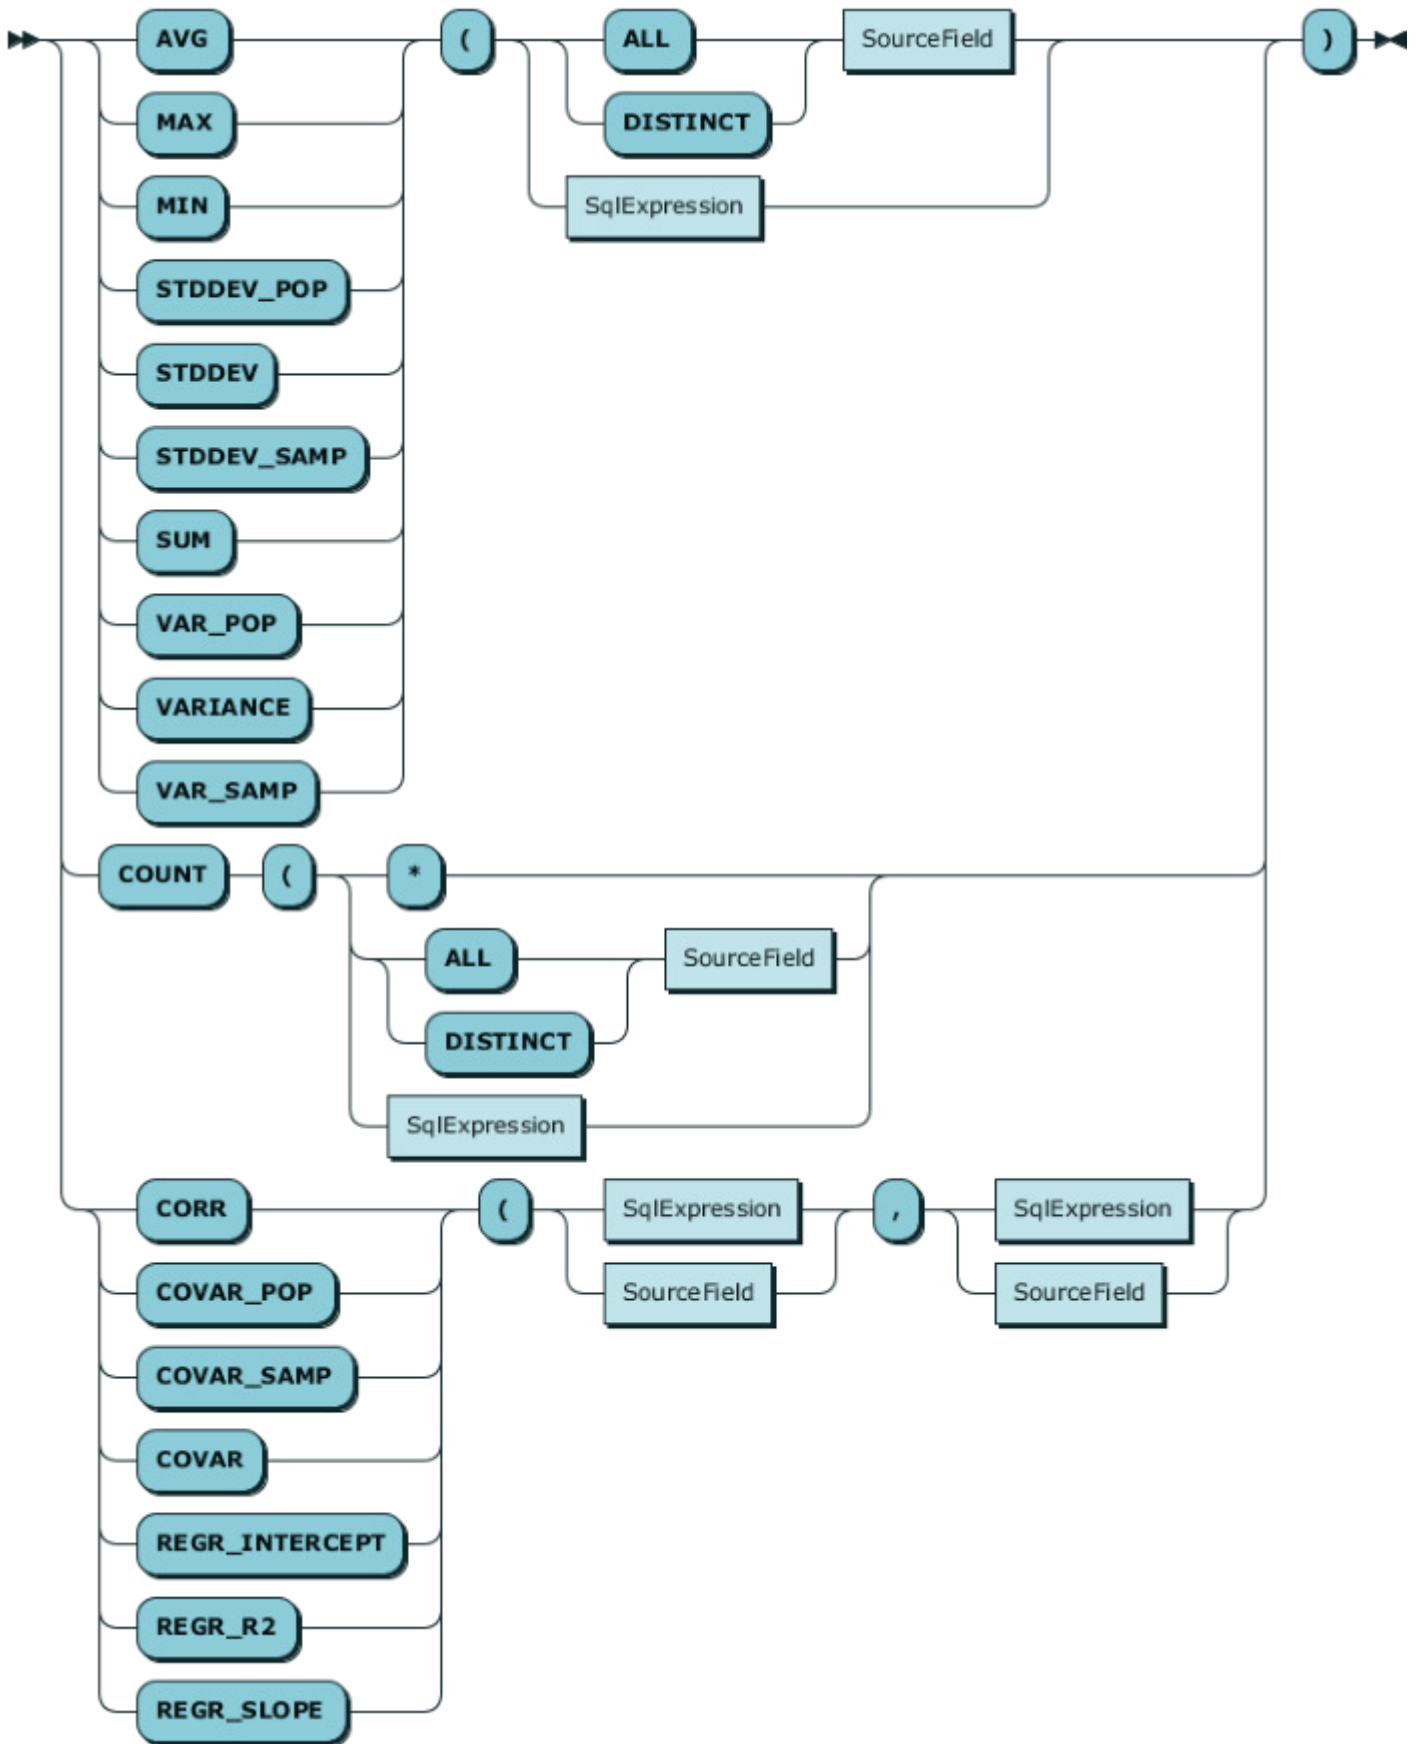 AVG ( ALL SourceField )
MAX DISTINCT
MIN SqlExpression
STDDEV_POP
STDDEV
STDDEV_SAMP
SUM
VAR_POP
VARIANCE
VAR_SAMP
COUNT ( *
ALL SourceField
DISTINCT
SqlExpression
CORR ( SqlExpression , SqlExpression
COVAR_POP SourceField SourceField
COVAR_SAMP
COVAR
REGR_INTERCEPT
REGR_R2
REGR_SLOPE